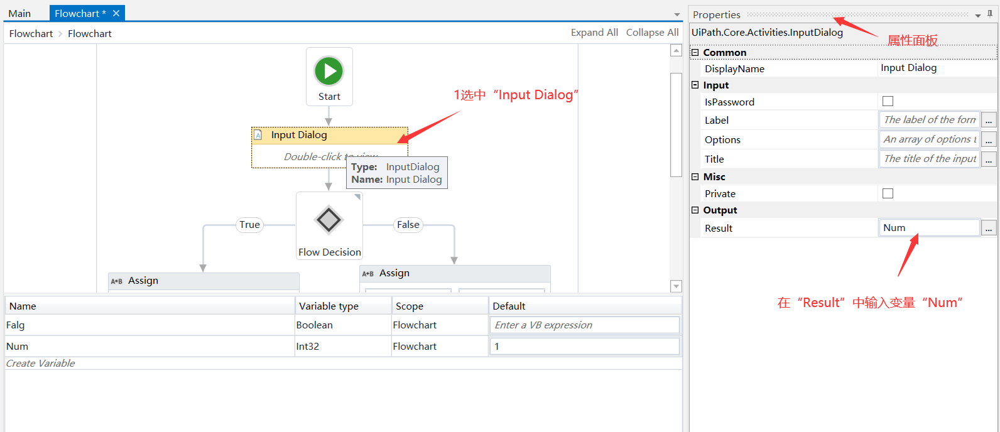 Main
Flowchart *
Flowchart > Flowchart
Expand All Collapse All
Start
1选中“Input Dialog”
Input Dialog
Double-click to view
Type: InputDialog
Name: Input Dialog
True
False
Flow Decision
A←B Assign
A←B Assign
Name Variable type Scope Default
Falg Boolean Flowchart Enter a VB expression
Num Int32 Flowchart 1
Create Variable
Properties
UiPath.Core.Activities.InputDialog
属性面板
Common
DisplayName Input Dialog
Input
IsPassword
Label The label of the form ...
Options An array of options t ...
Title The title of the input ...
Misc
Private
Output
Result Num ...
在“Result”中输入变量“Num”